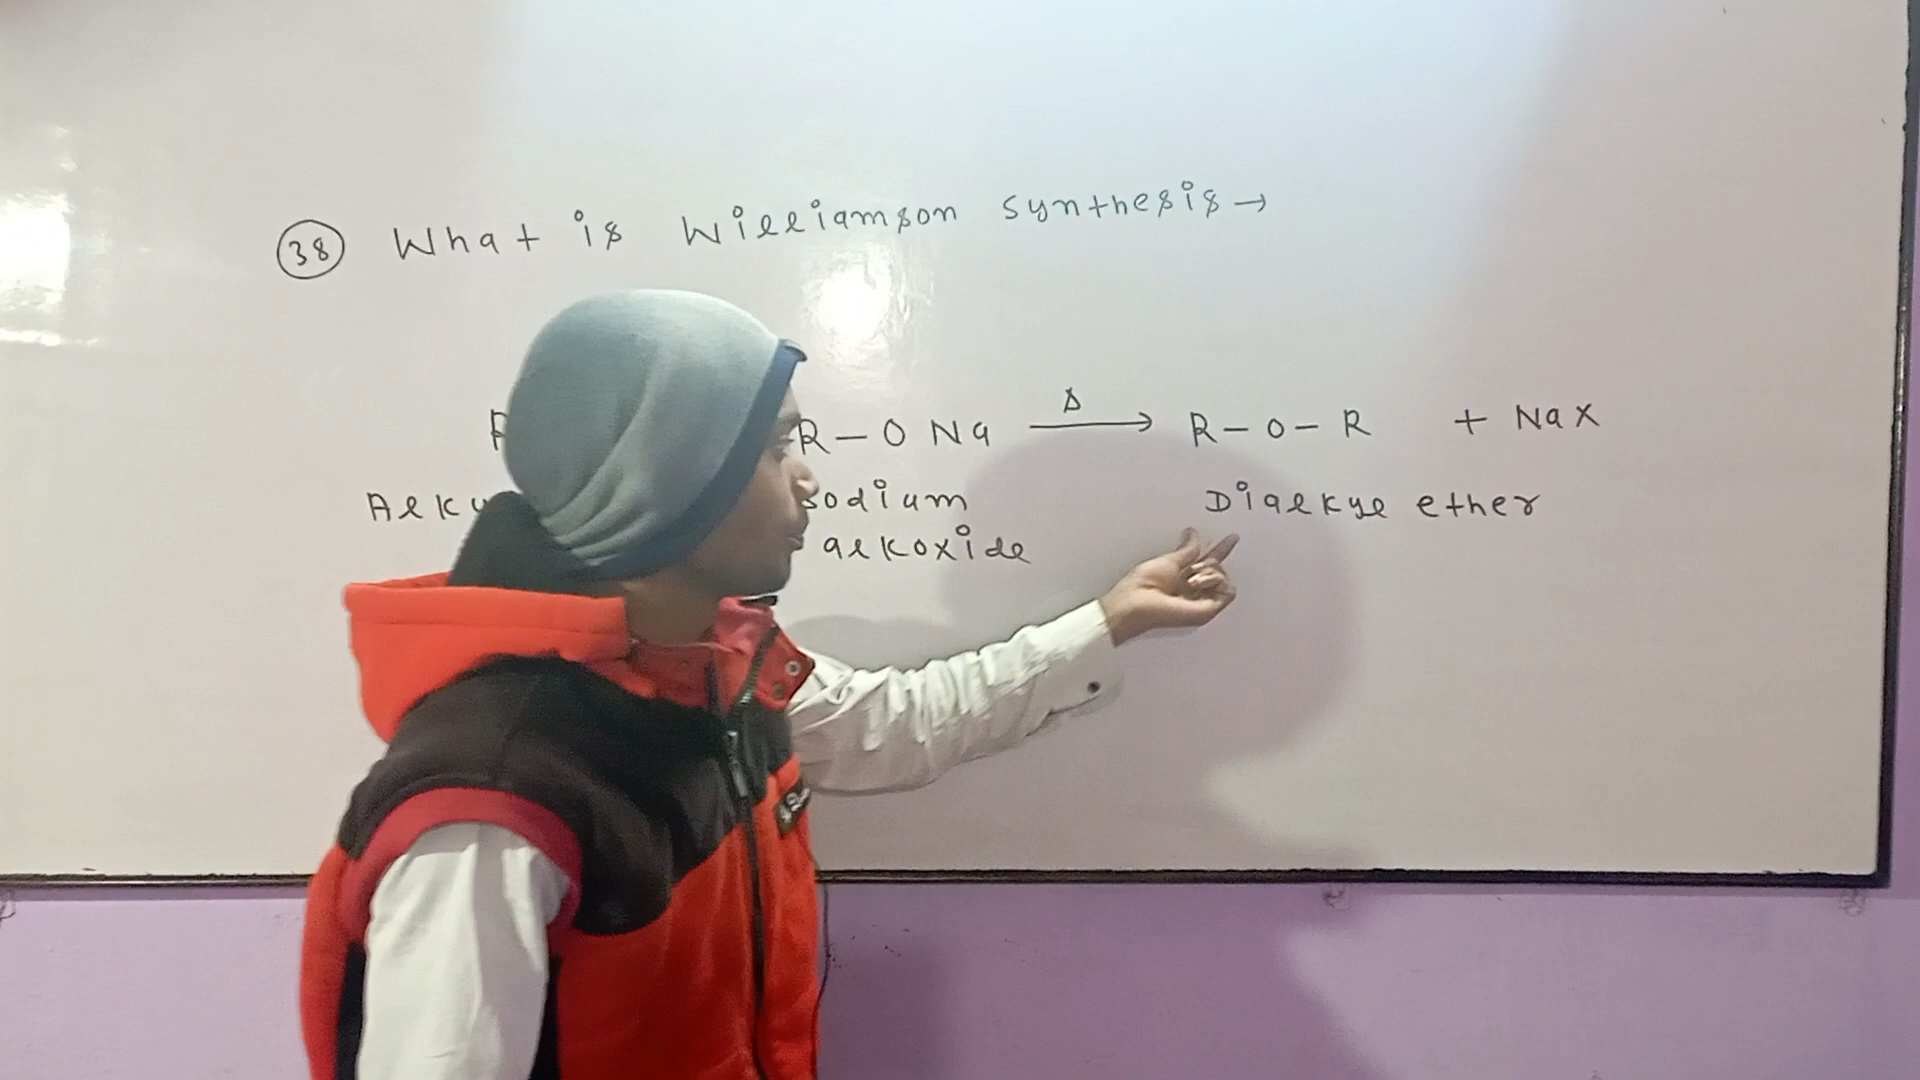 38 What is Williamson synthesis →
R-ONa Δ → R-O-R + NaX
Sodium Dialkyl ether
alkoxide